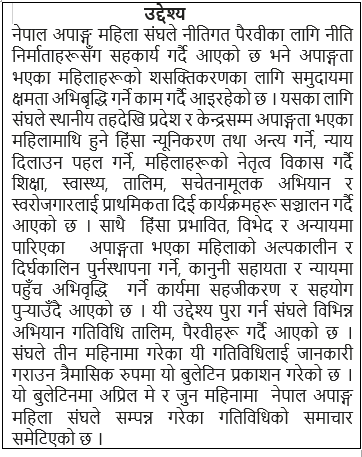 उद्देश्य
नेपाल अपाङ्ग महिला संघले नीतिगत पैरवीका लागि नीति
निर्माताहरूसँग सहकार्य गर्दै आएको छ भने अपाङ्गता
भएका महिलाहरूको शसक्तिकरणका लागि समुदायमा
क्षमता अभिबृद्धि गर्ने काम गर्दै आइरहेको छ । यसका लागि
संघले स्थानीय तहदेखि प्रदेश र केन्द्रसम्म अपाङ्गता भएका
महिलामाथि हुने हिंसा न्यूनिकरण तथा अन्त्य गर्ने, न्याय
दिलाउन पहल गर्ने, महिलाहरूको नेतृत्व विकास गर्दै
शिक्षा, स्वास्थ्य, तालिम, सचेतनामूलक अभियान र
स्वरोजगारलाई प्राथमिकता दिई कार्यक्रमहरू सञ्चालन गर्दै
आएको छ । साथै हिंसा प्रभावित, विभेद र अन्यायमा
पारिएका अपाङ्गता भएका महिलाको अल्पकालीन र
दिर्घकालिन पुर्नस्थापना गर्ने, कानुनी सहायता र न्यायमा
पहुँच अभिवृद्धि गर्ने कार्यमा सहजीकरण र सहयोग
पुर्‍याउँदै आएको छ । यी उद्देश्य पुरा गर्न संघले विभिन्न
अभियान गतिविधि तालिम, पैरवीहरू गर्दै आएको छ ।
संघले तीन महिनामा गरेका यी गतिविधिलाई जानकारी
गराउन त्रैमासिक रुपमा यो बुलेटिन प्रकाशन गरेको छ ।
यो बुलेटिनमा अप्रिल मे र जुन महिनामा नेपाल अपाङ्ग
महिला संघले सम्पन्न गरेका गतिविधिको समाचार
समेटिएको छ ।